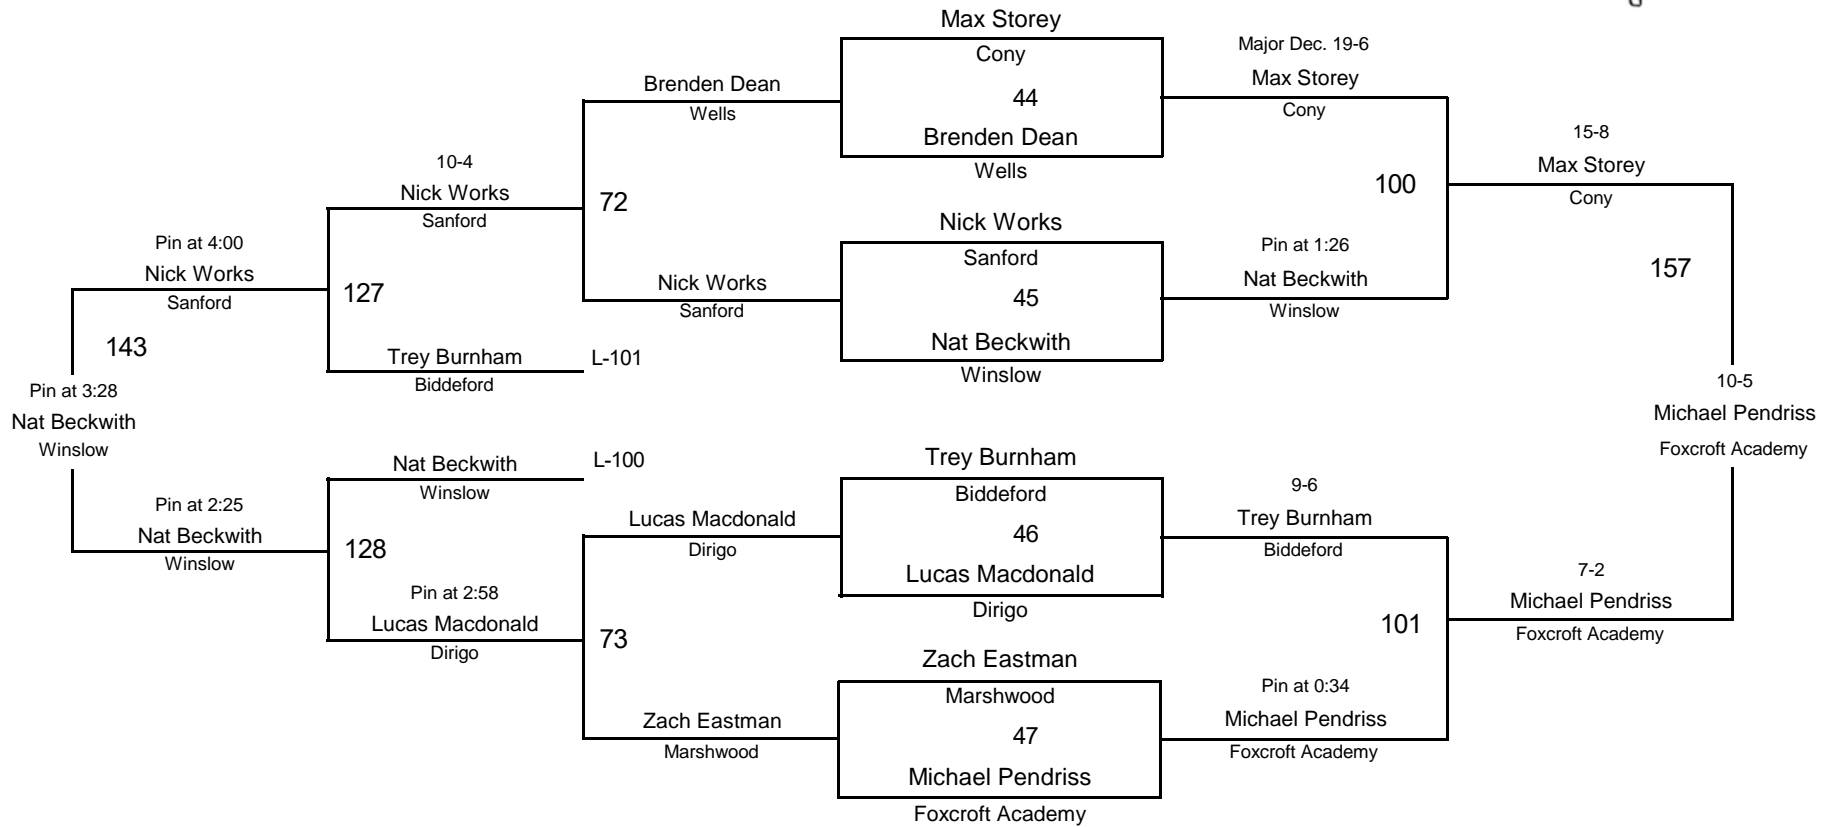 Max Storey
Cony
44
Brenden Dean
Wells
Nick Works
Sanford
45
Nat Beckwith
Winslow
Trey Burnham
Biddeford
46
Lucas Macdonald
Dirigo
Zach Eastman
Marshwood
47
Michael Pendriss
Foxcroft Academy
Major Dec. 19-6
Max Storey
Cony
100
Pin at 1:26
Nat Beckwith
Winslow
9-6
Trey Burnham
Biddeford
101
Pin at 0:34
Michael Pendriss
Foxcroft Academy
15-8
Max Storey
Cony
157
7-2
Michael Pendriss
Foxcroft Academy
10-5
Michael Pendriss
Foxcroft Academy
Brenden Dean
Wells
72
Nick Works
Sanford
Lucas Macdonald
Dirigo
73
Zach Eastman
Marshwood
10-4
Nick Works
Sanford
127
Trey Burnham
Biddeford
L-101
Nat Beckwith
Winslow
L-100
128
Pin at 2:58
Lucas Macdonald
Dirigo
Pin at 4:00
Nick Works
Sanford
143
Pin at 2:25
Nat Beckwith
Winslow
Pin at 3:28
Nat Beckwith
Winslow